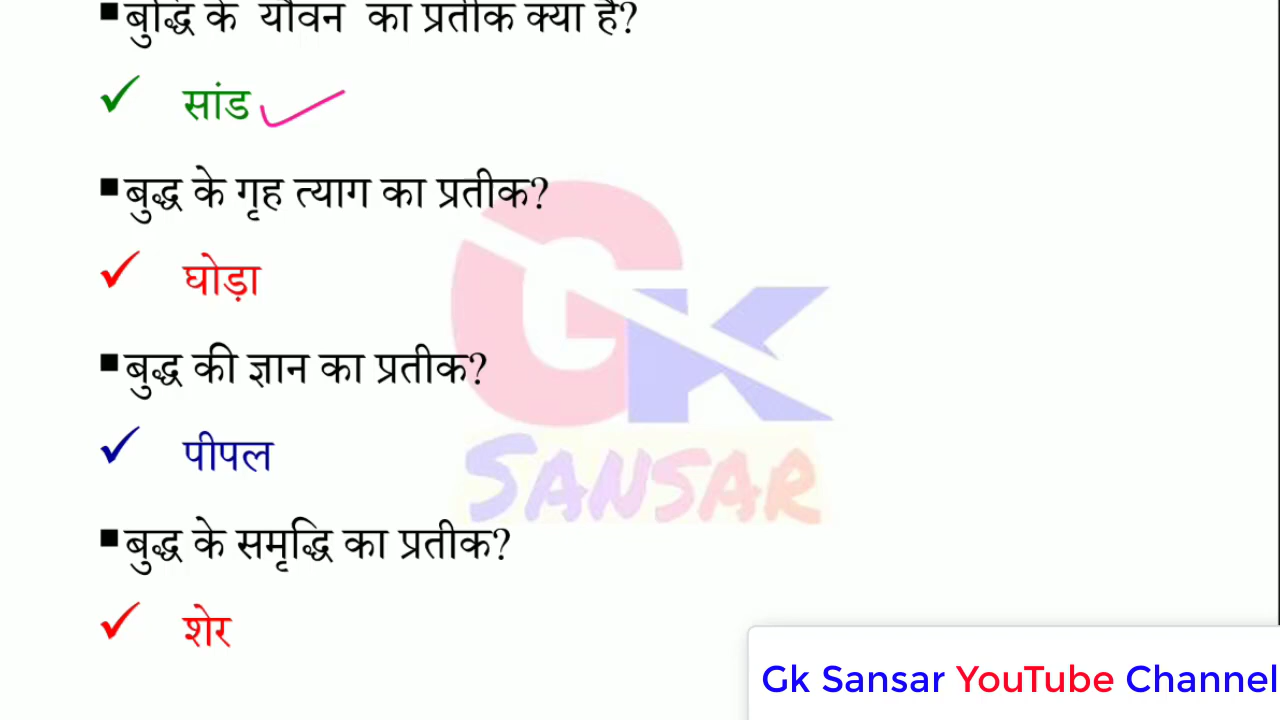 बुद्धि के यौवन का प्रतीक क्या है?
सांड
बुद्ध के गृह त्याग का प्रतीक?
घोड़ा
बुद्ध की ज्ञान का प्रतीक?
पीपल
बुद्ध के समृद्धि का प्रतीक?
शेर
GK
SANSAR
Gk Sansar YouTube Channel